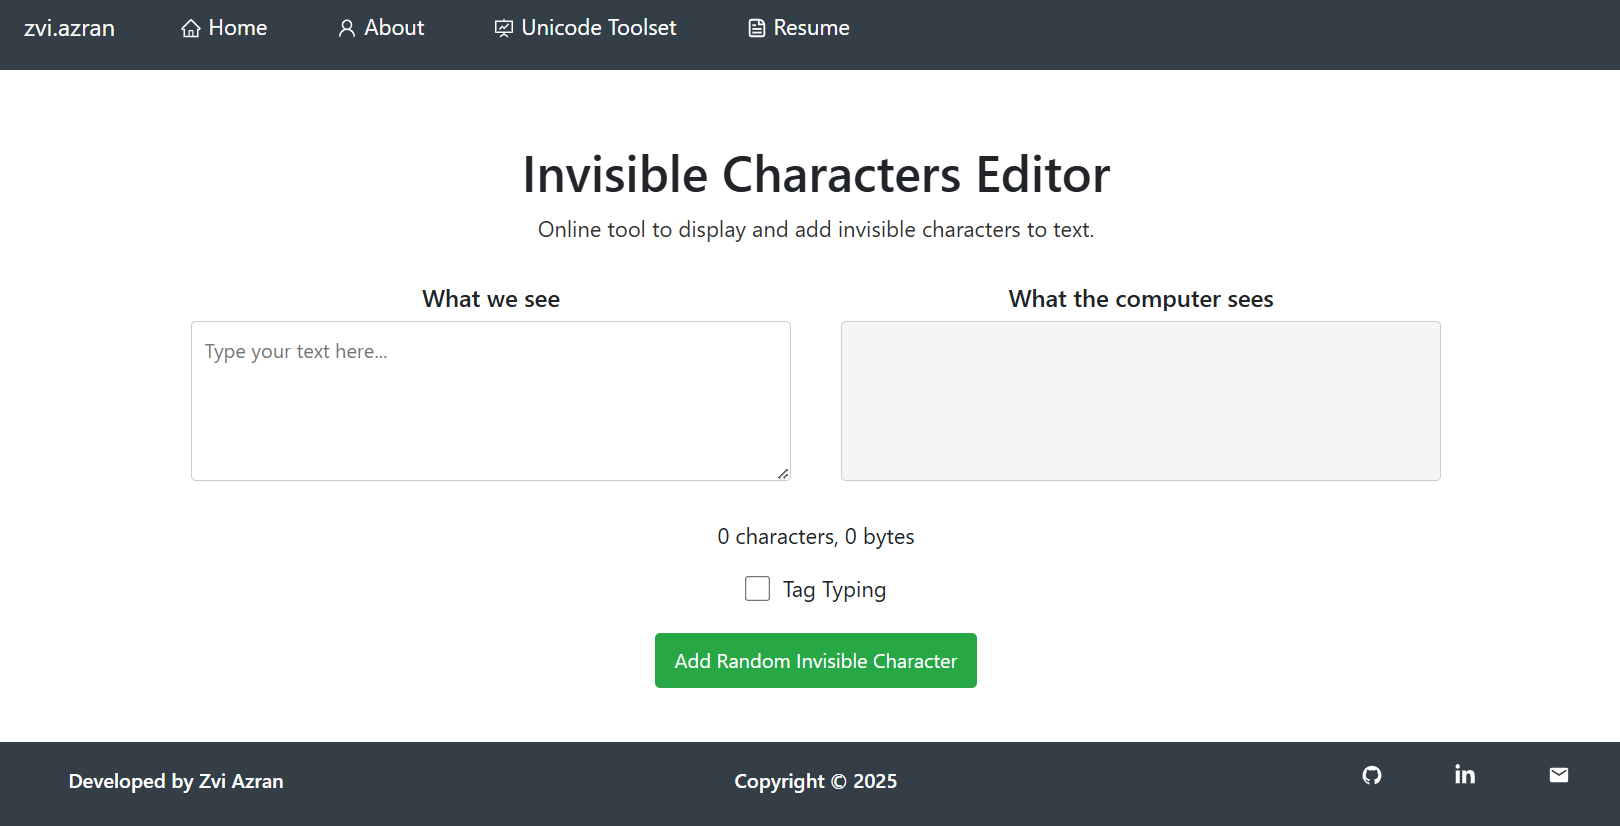 zvi.azran Home About Unicode Toolset Resume
Invisible Characters Editor
Online tool to display and add invisible characters to text.
What we see
Type your text here...
What the computer sees
0 characters, 0 bytes
Tag Typing
Add Random Invisible Character
Developed by Zvi Azran Copyright © 2025